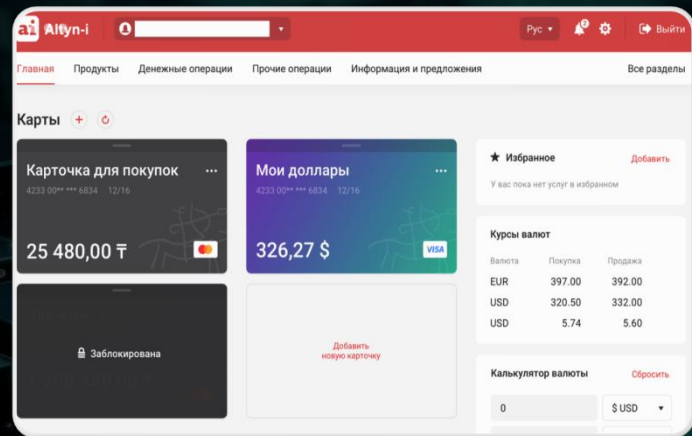 ai Altyn-i
Рус
Выйти
Главная Продукты Денежные операции Прочие операции Информация и предложения Все разделы
Карты
Карточка для покупок
4233 00** *** 6834 12/16
25 480,00 ₸
Мои доллары
4233 00** *** 6834 12/16
326,27 $
VISA
Заблокирована
Добавить
новую карточку
Избранное Добавить
У вас пока нет услуг в избранном
Курсы валют
Валюта Покупка Продажа
EUR 397.00 392.00
USD 320.50 332.00
USD 5.74 5.60
Калькулятор валюты Сбросить
0 $ USD